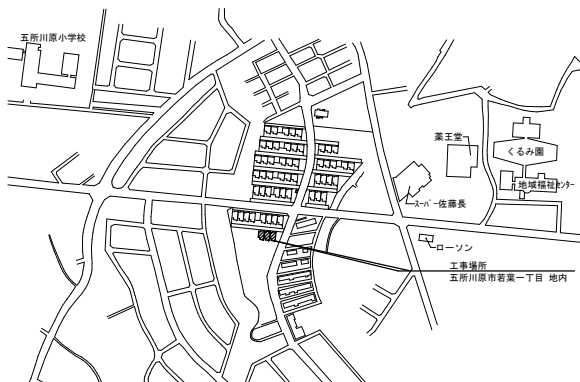 五所川原小学校
薬王堂
くるみ園
地域福祉センター
スーパー佐藤長
ローソン
工事場所
五所川原市若葉一丁目 地内